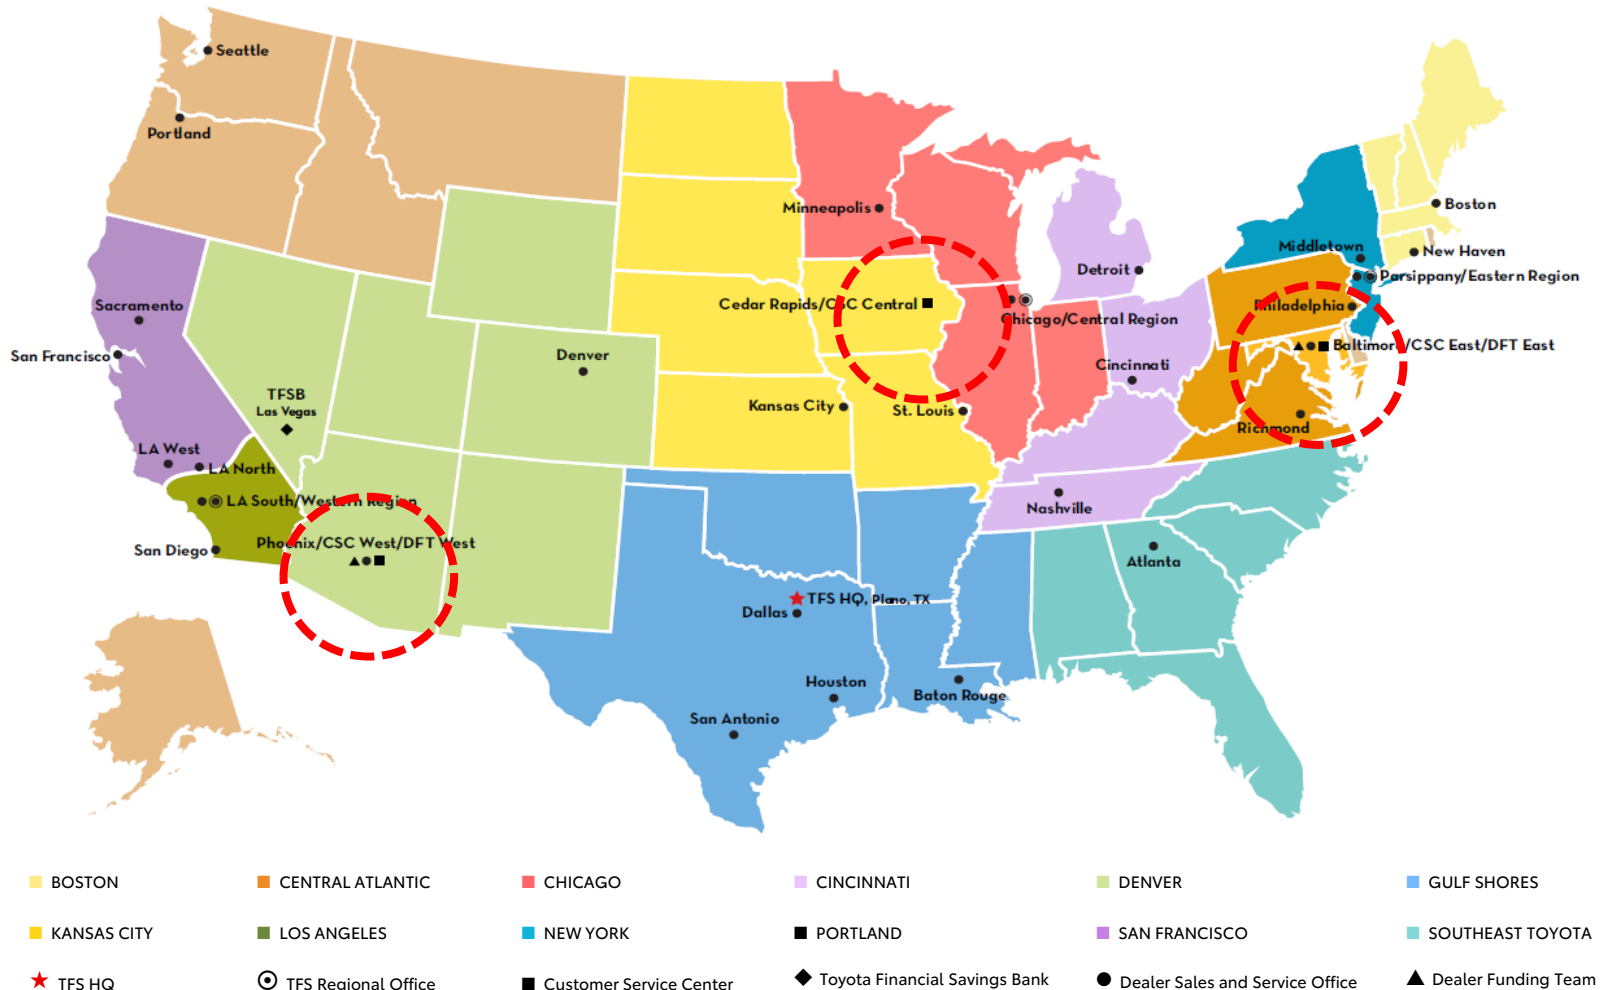 Seattle
Portland
Minneapolis
Boston
Middletown
New Haven
Detroit
Parsippany/Eastern Region
Sacramento
Cedar Rapids/CSC Central
Philadelphia
Chicago/Central Region
San Francisco
Denver
Baltimore/CSC East/DFT East
Cincinnati
TFSB
Las Vegas
Kansas City
St. Louis
Richmond
LA West
LA North
LA South/Western Region
Nashville
San Diego
Phoenix/CSC West/DFT West
Atlanta
TFS HQ, Plano, TX
Dallas
Houston
Baton Rouge
San Antonio
BOSTON
CENTRAL ATLANTIC
CHICAGO
CINCINNATI
DENVER
GULF SHORES
KANSAS CITY
LOS ANGELES
NEW YORK
PORTLAND
SAN FRANCISCO
SOUTHEAST TOYOTA
TFS HQ
TFS Regional Office
Customer Service Center
Toyota Financial Savings Bank
Dealer Sales and Service Office
Dealer Funding Team